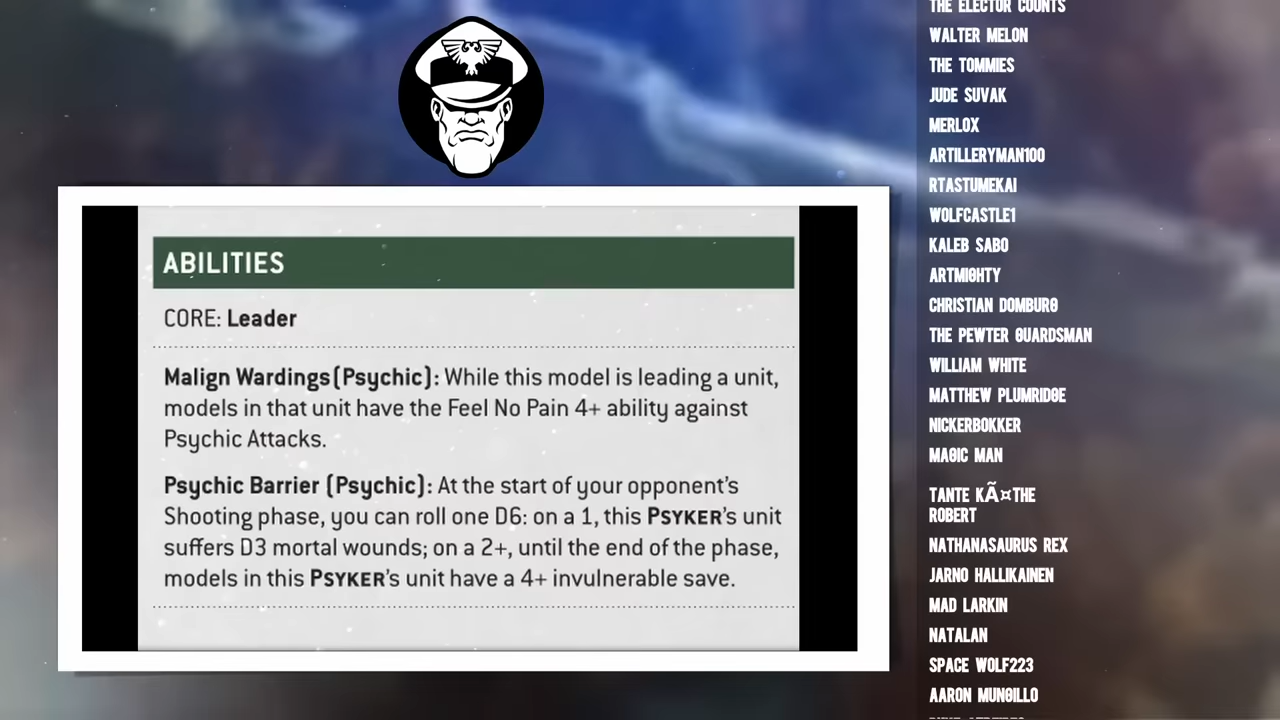 ABILITIES
CORE: Leader
Malign Wardings(Psychic): While this model is leading a unit,
models in that unit have the Feel No Pain 4+ ability against
Psychic Attacks.
Psychic Barrier (Psychic): At the start of your opponent's
Shooting phase, you can roll one D6: on a 1, this PSYKER's unit
suffers D3 mortal wounds; on a 2+, until the end of the phase,
models in this PSYKER's unit have a 4+ invulnerable save.
THE ELECTOR COUNTS
WALTER MELON
THE TOMMIES
JUDE SUVAK
MERLOX
ARTILLERYMAN100
RTASTUMEKAI
WOLFCASTLE1
KALEB SABO
ARTMIGHTY
CHRISTIAN DOMBURG
THE PEWTER GUARDSMAN
WILLIAM WHITE
MATTHEW PLUMRIDGE
NICKERBOKKER
MAGIC MAN
TANTE KÃ¤THE
ROBERT
NATHANASAURUS REX
JARNO HALLIKAINEN
MAD LARKIN
NATALAN
SPACE WOLF223
AARON MUNGILLO